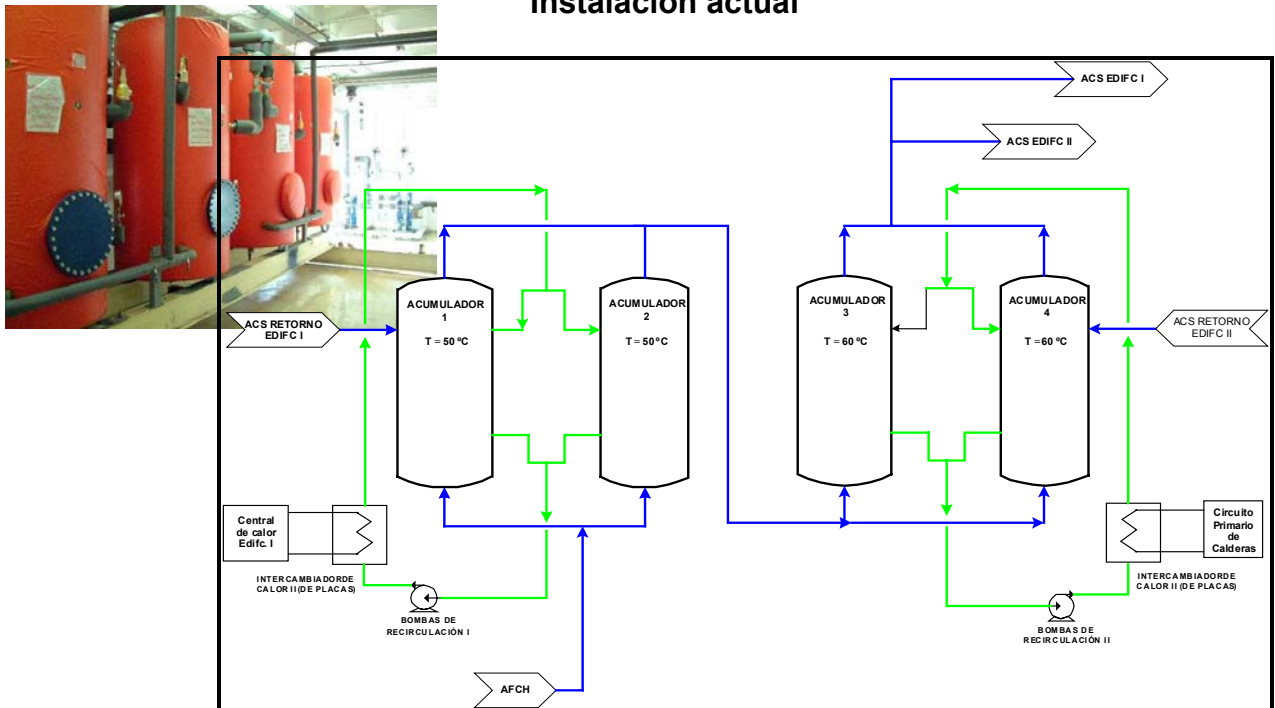 Instalación actual
ACS EDIFC I
ACS EDIFC II
ACUMULADOR
1
T = 50 ºC
ACUMULADOR
2
T = 50ºC
ACUMULADOR
3
T = 60 ºC
ACUMULADOR
4
T =60 ºC
ACS RETORNO
EDIFC I
ACS RETORNO
EDIFC II
Central
de calor
Edifc. I
INTERCAMBIADORDE
CALOR II (DE PLACAS)
BOMBAS DE
RECIRCULACIÓN I
Circuito
Primario
de
Calderas
INTERCAMBIADORDE
CALOR II (DE PLACAS)
BOMBAS DE
RECIRCULACIÓN II
AFCH